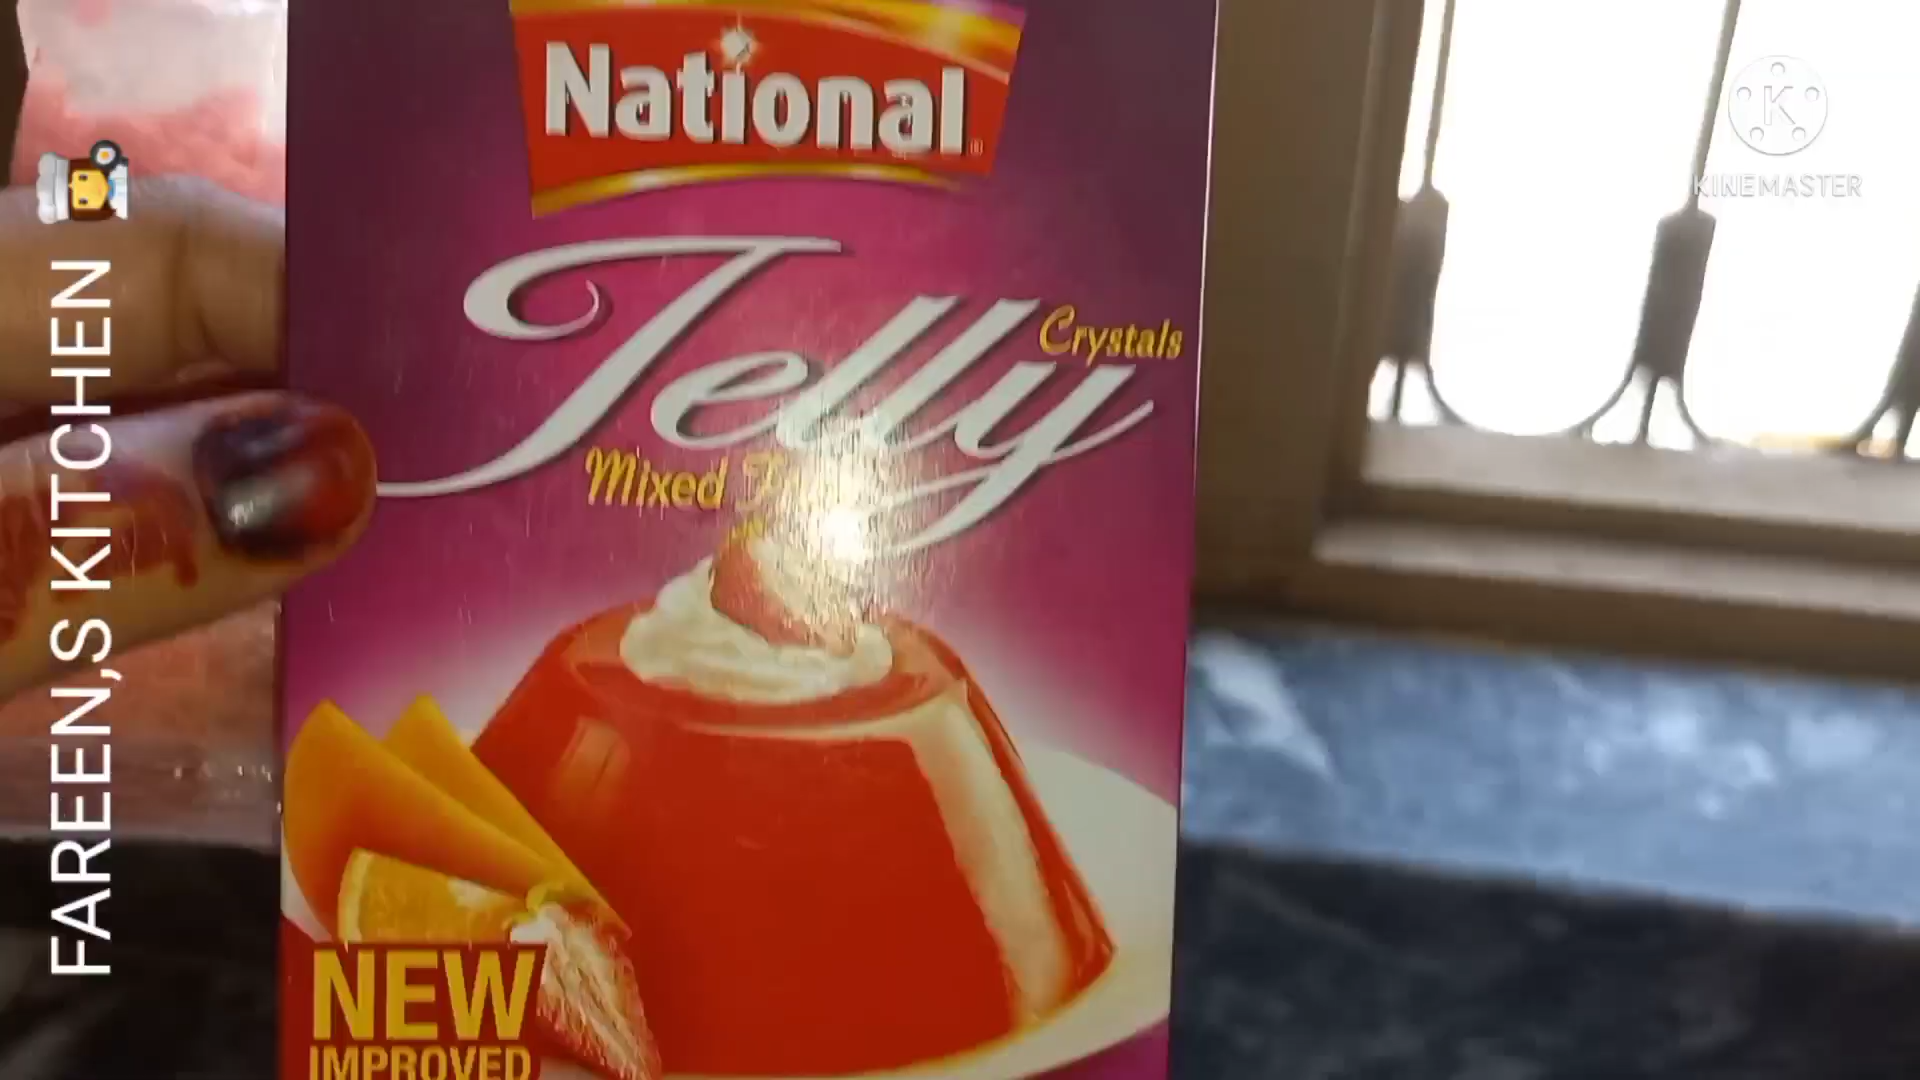 National
Jelly
Crystals
Mixed
NEW
IMPROVED
FAREEN,S KITCHEN
KINEMASTER